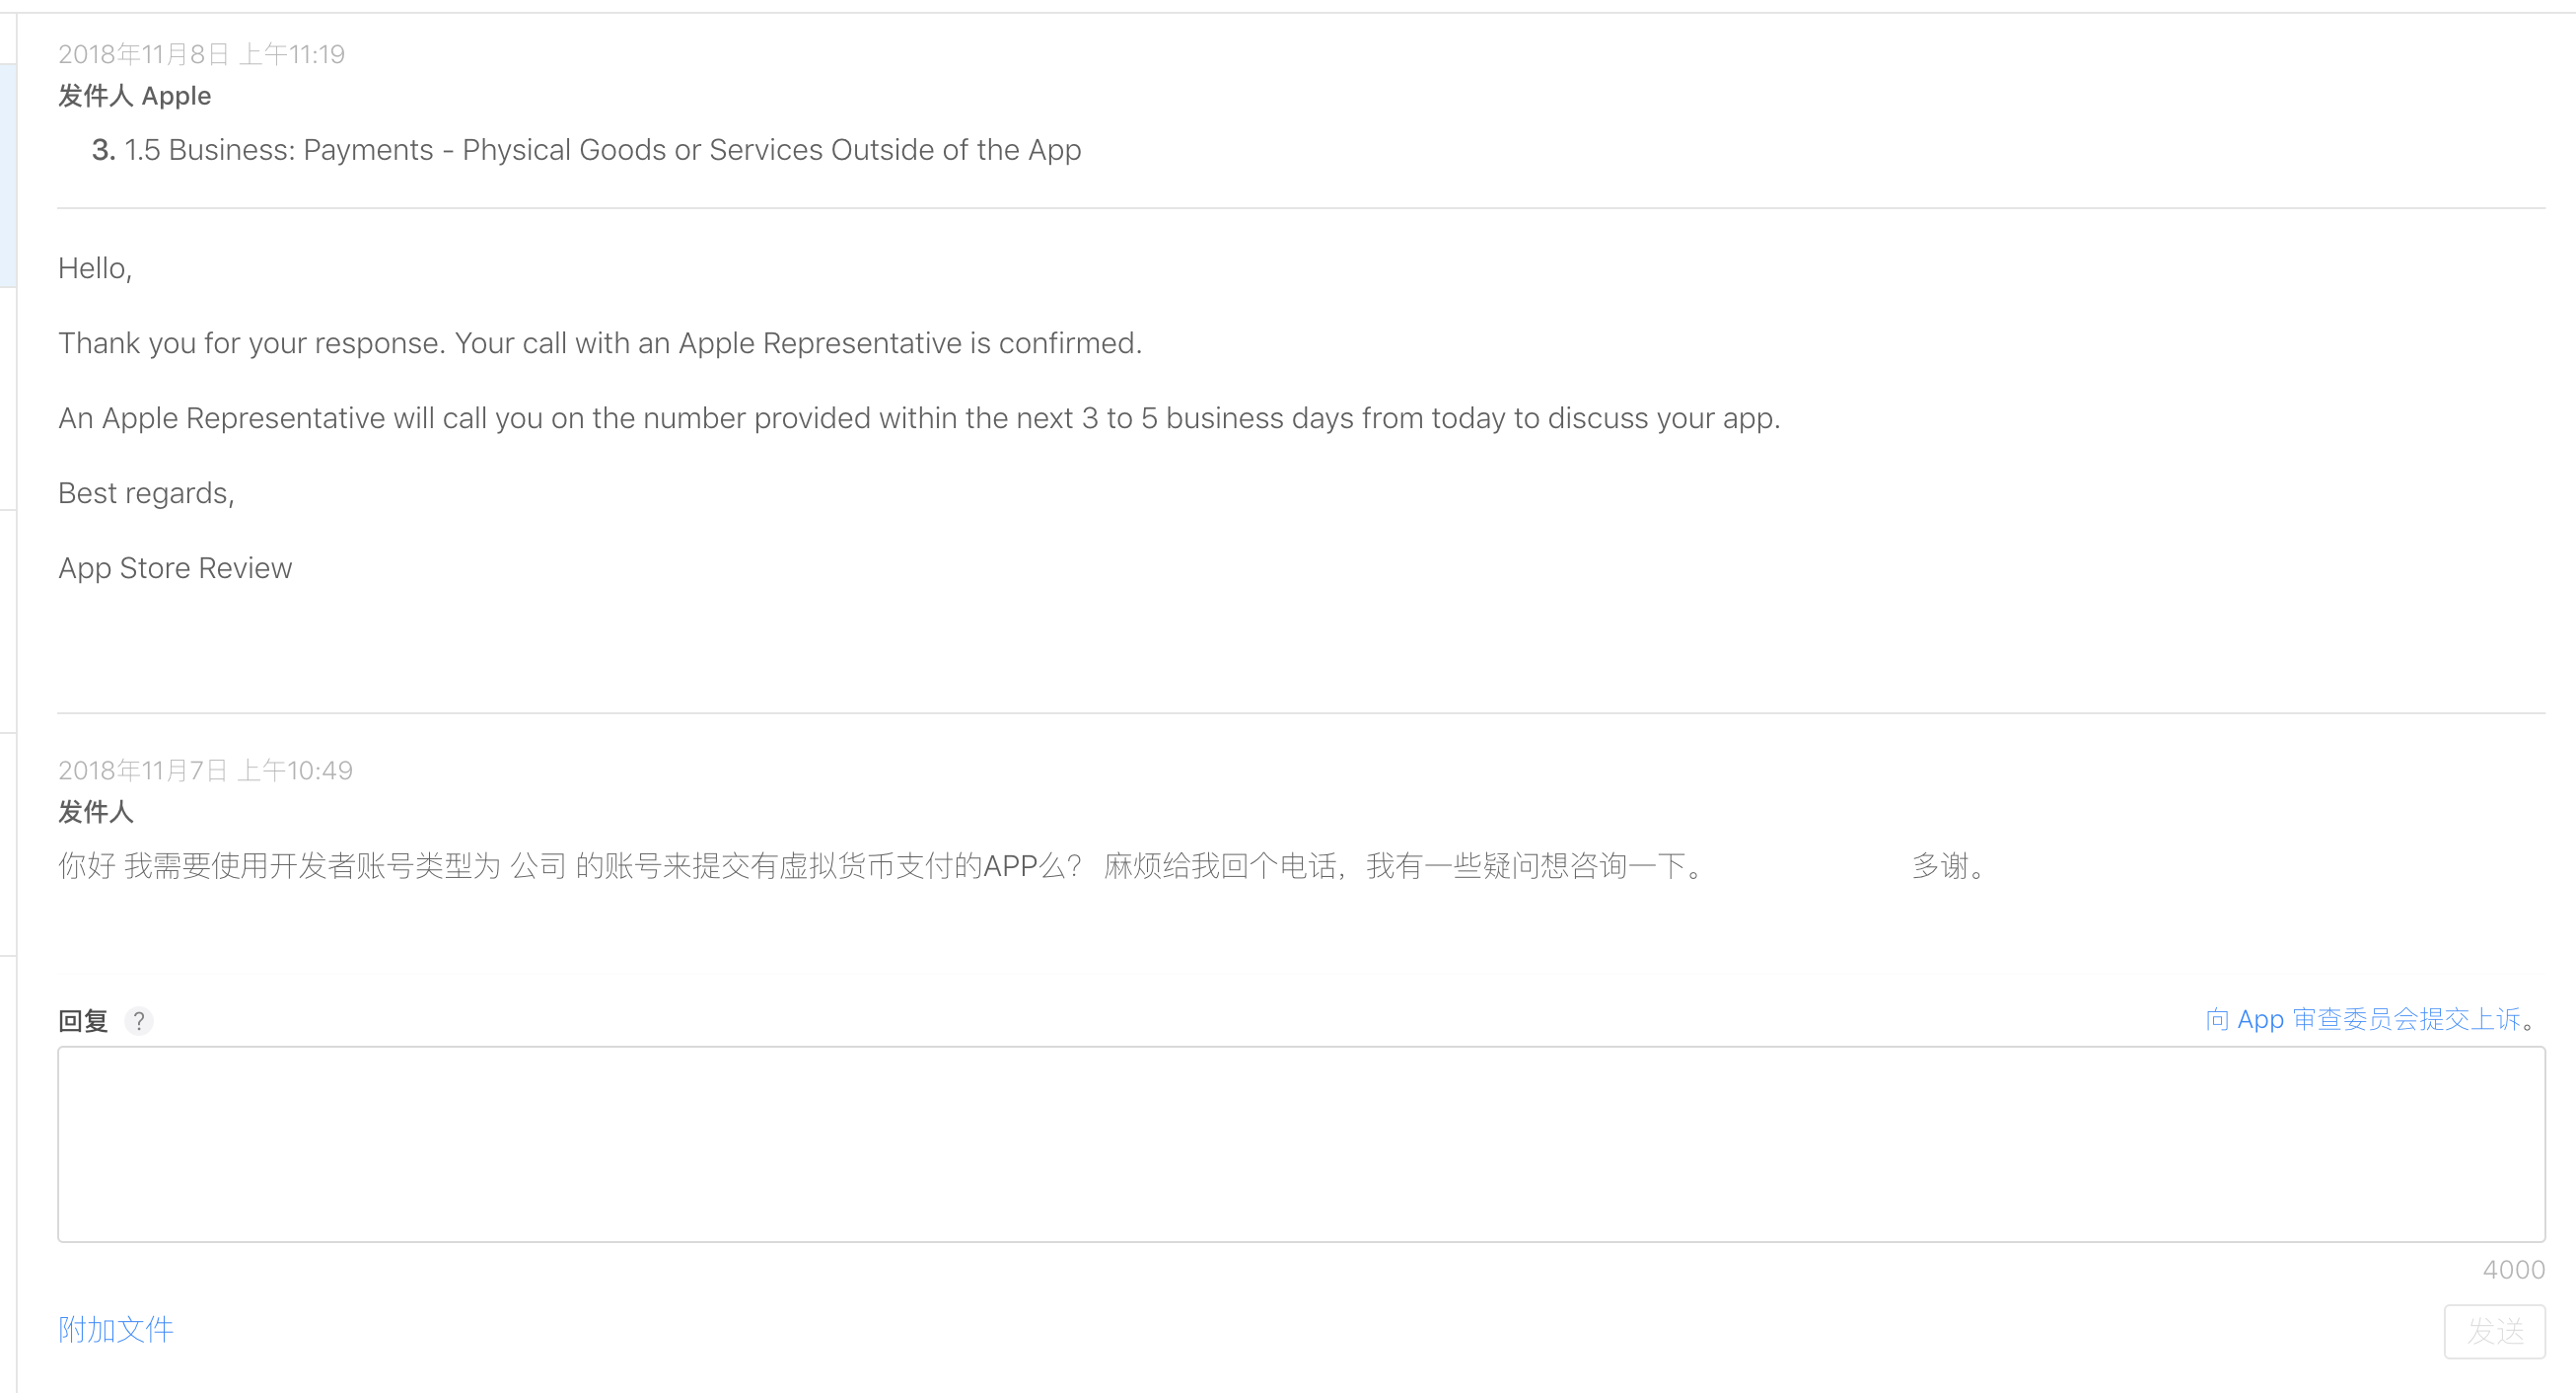 2018年11月8日 上午11:19
发件人 Apple
3. 1.5 Business: Payments - Physical Goods or Services Outside of the App
Hello,
Thank you for your response. Your call with an Apple Representative is confirmed.
An Apple Representative will call you on the number provided within the next 3 to 5 business days from today to discuss your app.
Best regards,
App Store Review
2018年11月7日 上午10:49
发件人
你好 我需要使用开发者账号类型为 公司 的账号来提交有虚拟货币支付的APP么？ 麻烦给我回个电话，我有一些疑问想咨询一下。 多谢。
回复 ?
向 App 审查委员会提交上诉。
4000
附加文件
发送